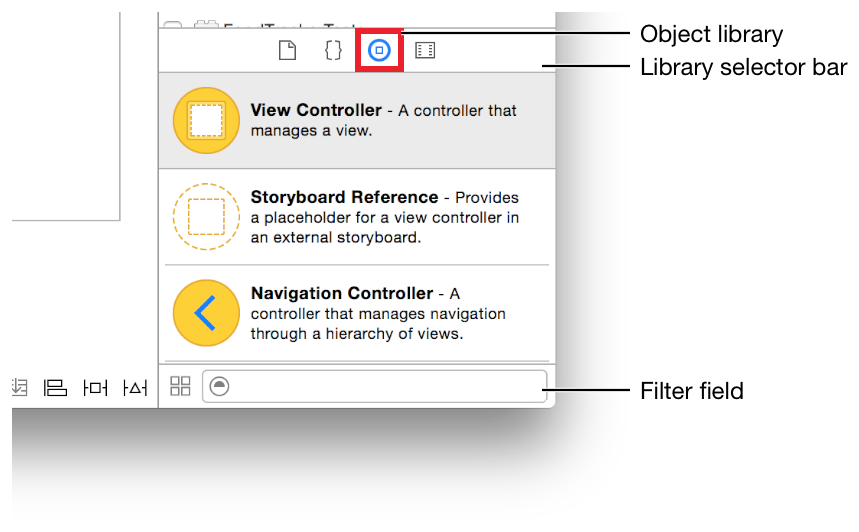 Object library
Library selector bar
View Controller - A controller that
manages a view.
Storyboard Reference - Provides
a placeholder for a view controller in
an external storyboard.
Navigation Controller - A
controller that manages navigation
through a hierarchy of views.
Filter field